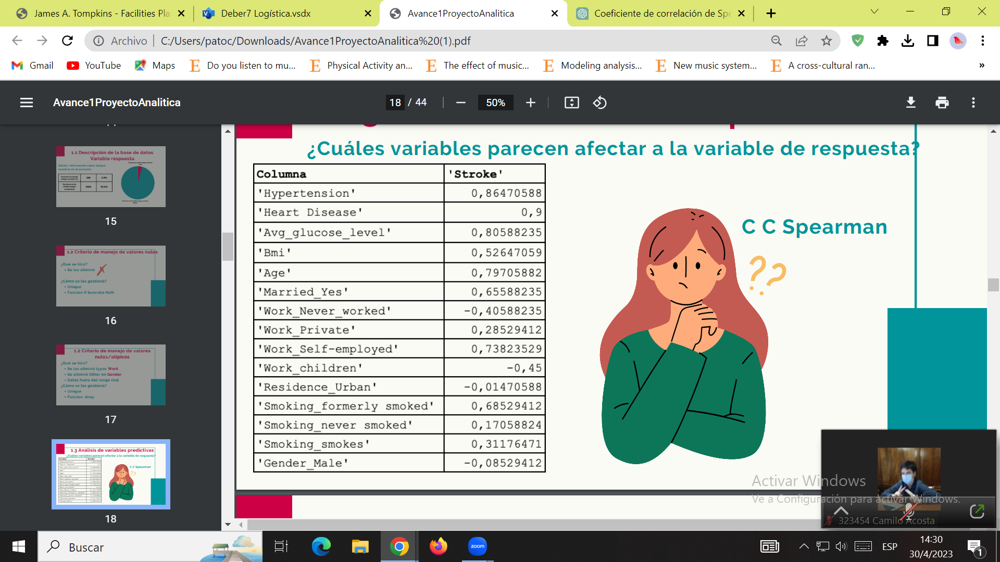 James A. Tompkins - Facilities Pla
Deber7 Logística.vsdx
Avance1ProyectoAnalitica
Coeficiente de correlación de Spe
Archivo
C:/Users/patoc/Downloads/Avance1ProyectoAnalitica%20(1).pdf
Gmail
YouTube
Maps
Do you listen to mu...
Physical Activity an...
The effect of music...
Modeling analysis...
New music system...
A cross-cultural ran...
»
Avance1ProyectoAnalitica
18 / 44
50%
1.1 Descripción de la base de datos
Variable respuesta
Stroke: información sobre ataque
cerebral en el paciente
15
1.2 Criterio de manejo de valores nulos
¿Qué se hizo?
• Se los eliminó
¿Cómo se los gestionó?
• Unique
• Funcion If buscaba NaN
16
1.2 Criterio de manejo de valores
nulos/atípicos
¿Qué se hizo?
• Se los eliminó typos Work
• Se eliminó Other en Gender
• Datos fuera del rango real
¿Cómo se los gestionó?
• Unique
• Funcion .drop
17
1.3 Análisis de variables predictivas
¿Cuáles variables parecen afectar a la variable de respuesta?
C C Spearman
18
¿Cuáles variables parecen afectar a la variable de respuesta?
Columna 'Stroke'
'Hypertension' 0,86470588
'Heart Disease' 0,9
'Avg_glucose_level' 0,80588235
'Bmi' 0,52647059
'Age' 0,79705882
'Married_Yes' 0,65588235
'Work_Never_worked' -0,40588235
'Work_Private' 0,28529412
'Work_Self-employed' 0,73823529
'Work_children' -0,45
'Residence_Urban' -0,01470588
'Smoking_formerly smoked' 0,68529412
'Smoking_never smoked' 0,17058824
'Smoking_smokes' 0,31176471
'Gender_Male' -0,08529412
C C Spearman
??
Activar Windows
Ve a Configuración para activar Windows.
323454 Camilo Acosta
Buscar
zoom
ESP
14:30
30/4/2023
1